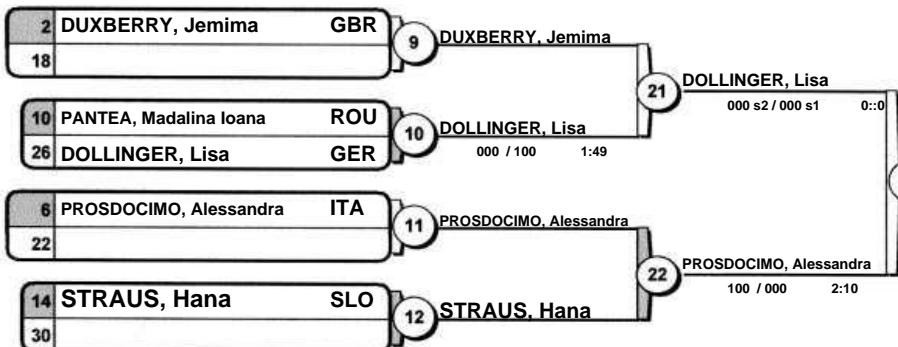 2 DUXBERRY, Jemima GBR
18
9 DUXBERRY, Jemima
10 PANTEA, Madalina Ioana ROU
26 DOLLINGER, Lisa GER
10 DOLLINGER, Lisa
000 / 100 1:49
21 DOLLINGER, Lisa
000 s2 / 000 s1 0::0
6 PROSDOCIMO, Alessandra ITA
22
11 PROSDOCIMO, Alessandra
14 STRAUS, Hana SLO
30
12 STRAUS, Hana
22 PROSDOCIMO, Alessandra
100 / 000 2:10